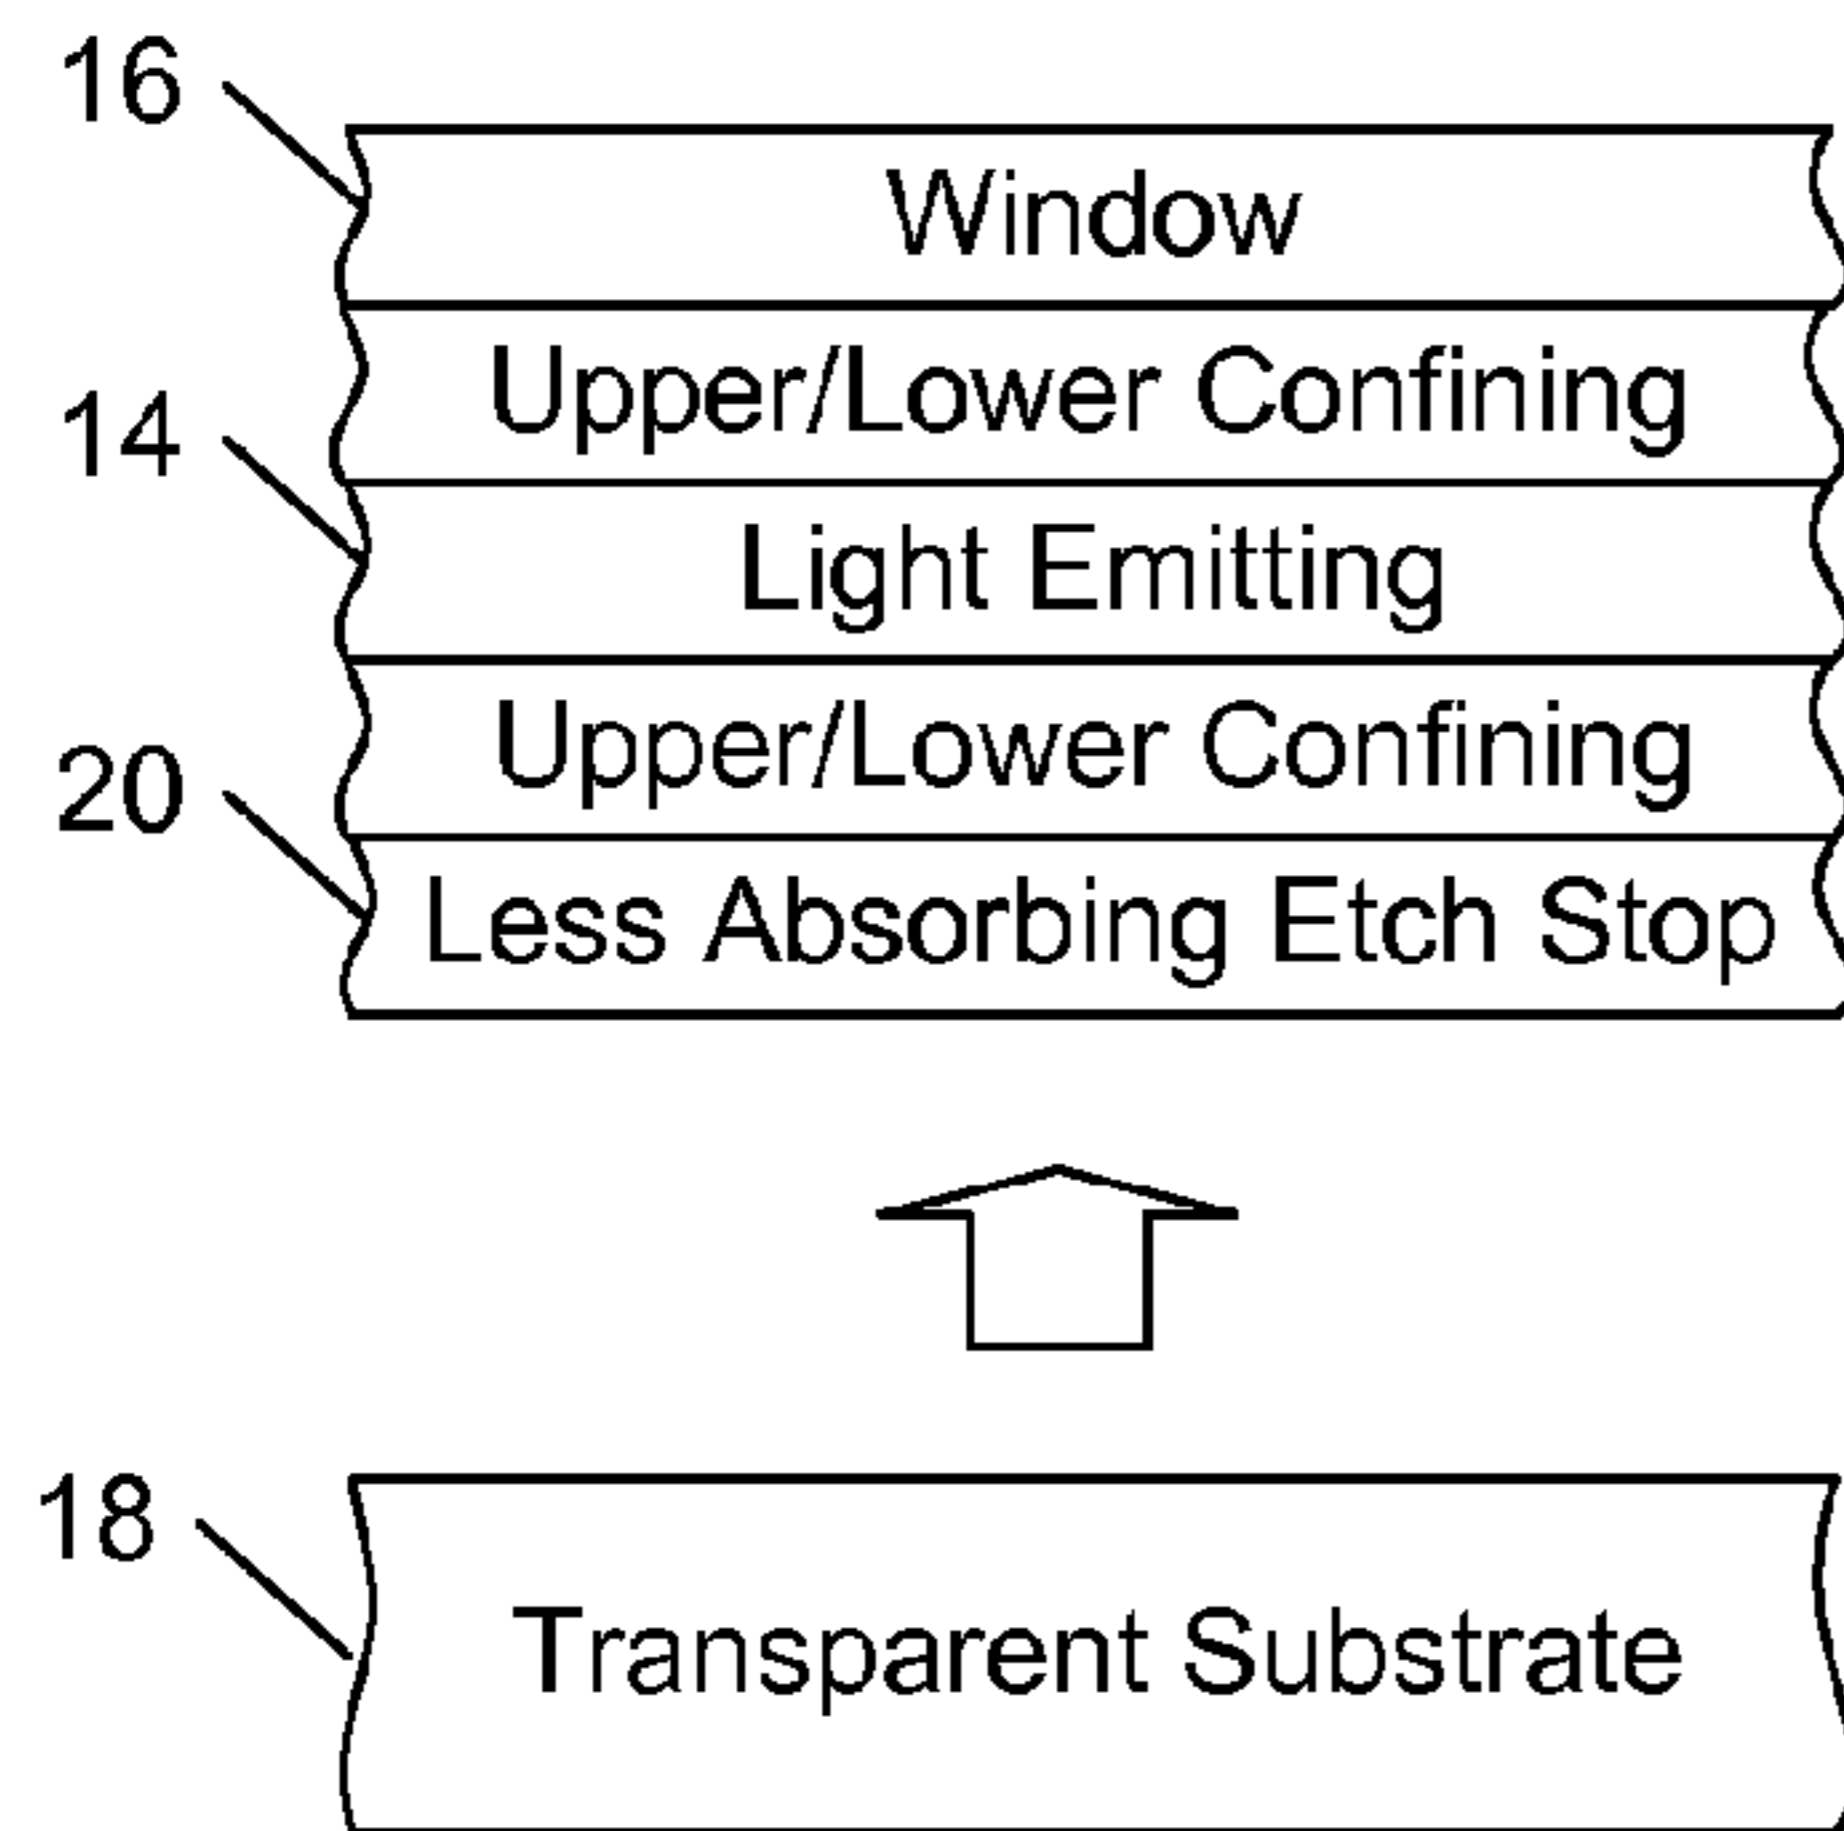 16
Window
Upper/Lower Confining
14
Light Emitting
Upper/Lower Confining
20
Less Absorbing Etch Stop
18
Transparent Substrate